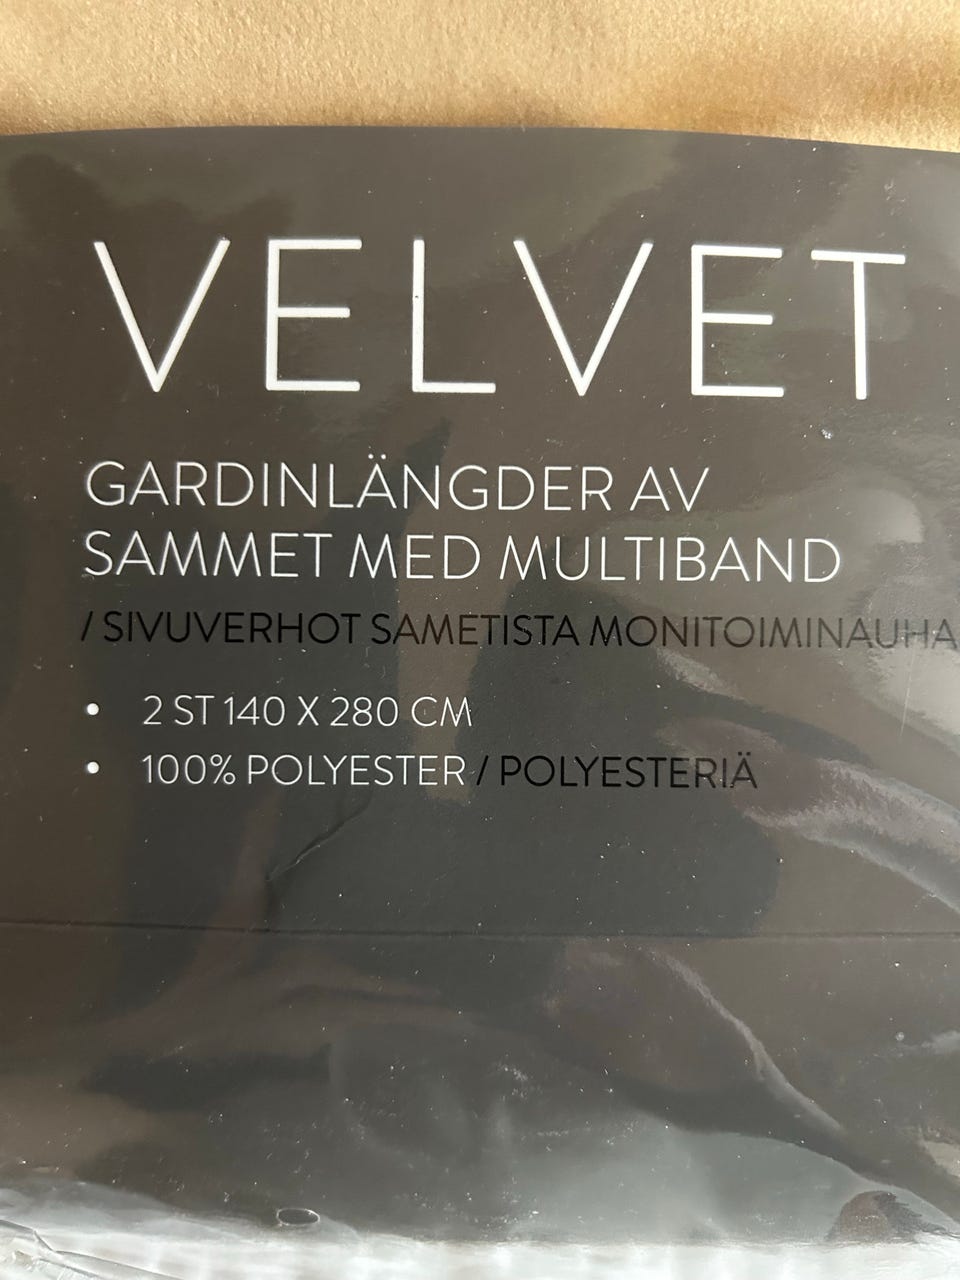 VELVET
GARDINLÄNGDER AV
SAMMET MED MULTIBAND
/ SIVUVERHOT SAMETISTA MONITOIMINAUHA
• 2 ST 140 X 280 CM
• 100% POLYESTER / POLYESTERIÄ